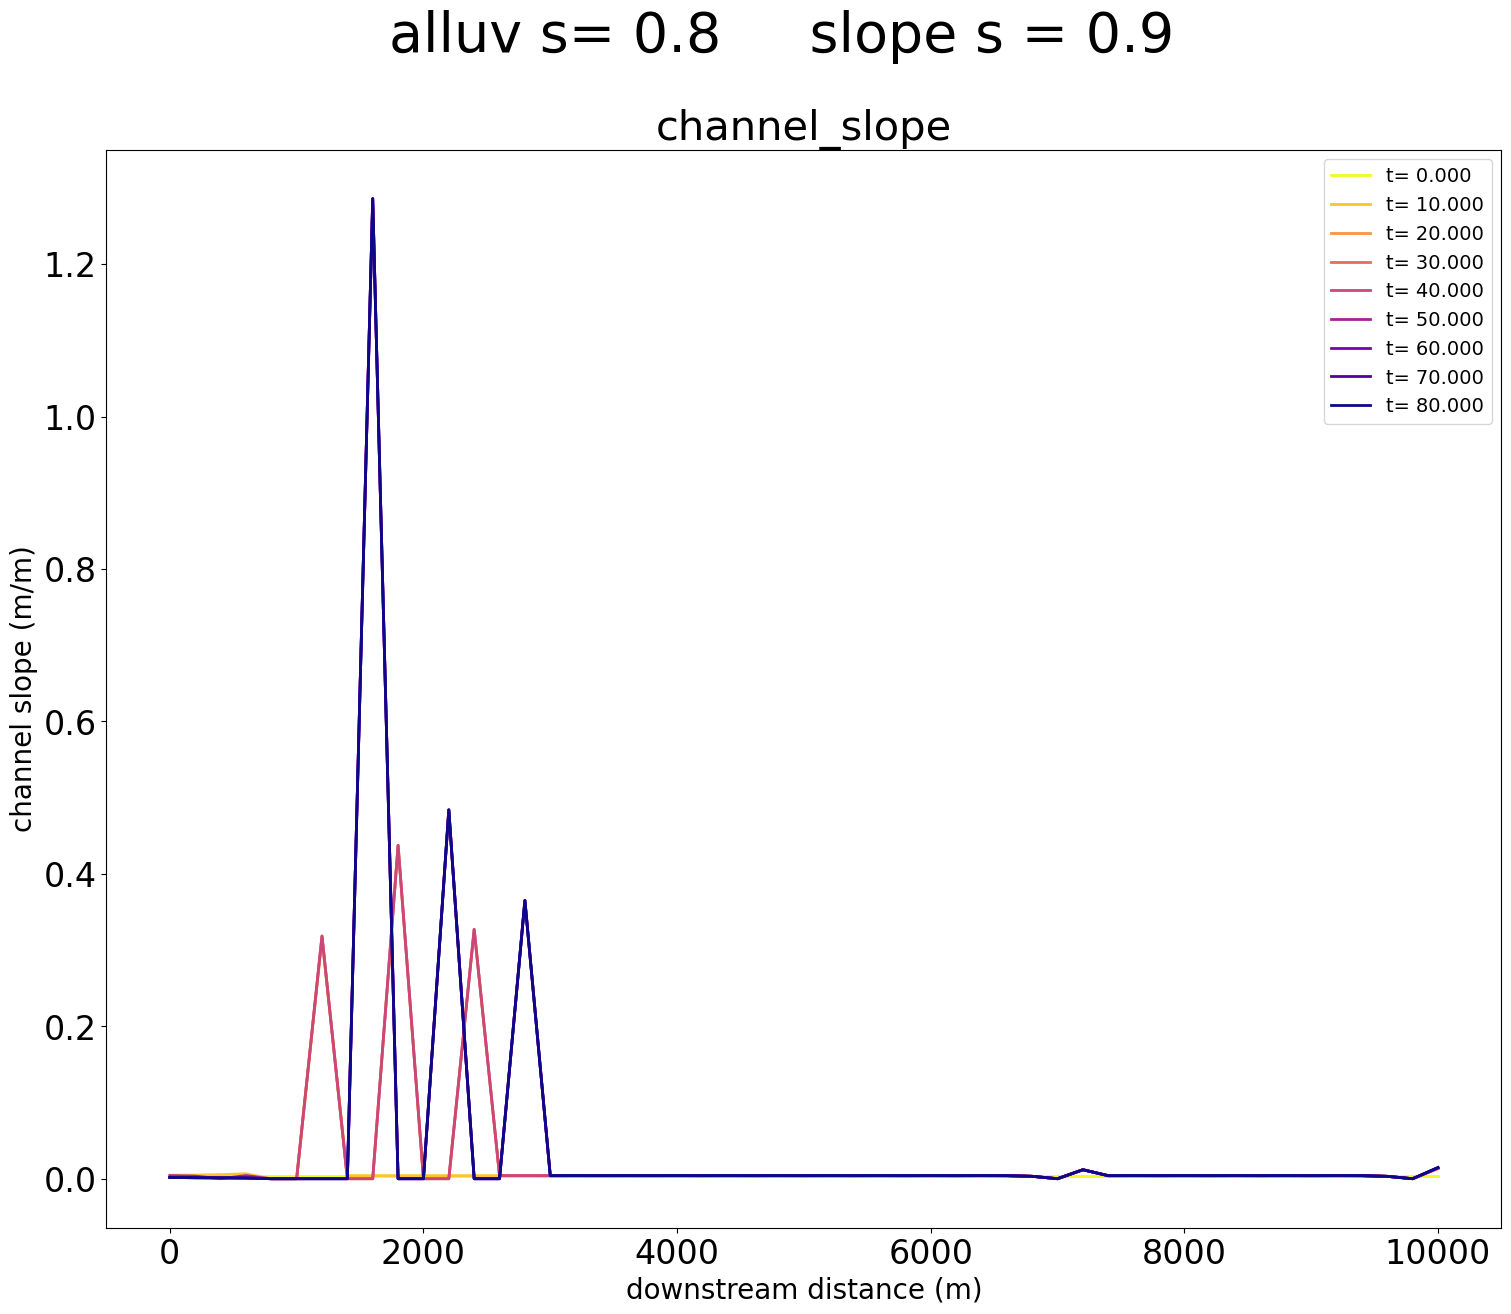 alluv s= 0.8 slope s = 0.9
channel_slope
t= 0.000
t= 10.000
t= 20.000
t= 30.000
t= 40.000
t= 50.000
t= 60.000
t= 70.000
t= 80.000
channel slope (m/m)
1.2
1.0
0.8
0.6
0.4
0.2
0.0
0 2000 4000 6000 8000 10000
downstream distance (m)